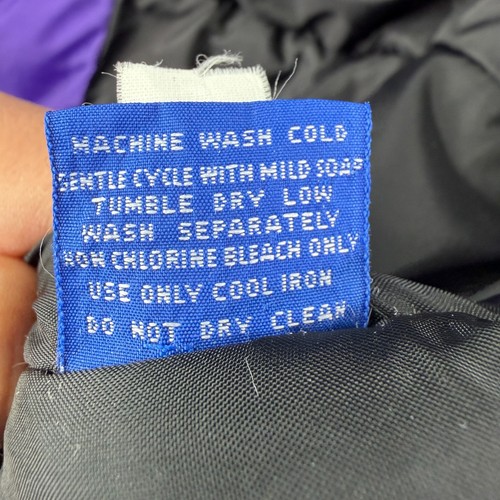 MACHINE WASH COLD
GENTLE CYCLE WITH MILD SOAP
TUMBLE DRY LOW
WASH SEPARATELY
NON CHLORINE BLEACH ONLY
USE ONLY COOL IRON
DO NOT DRY CLEAN